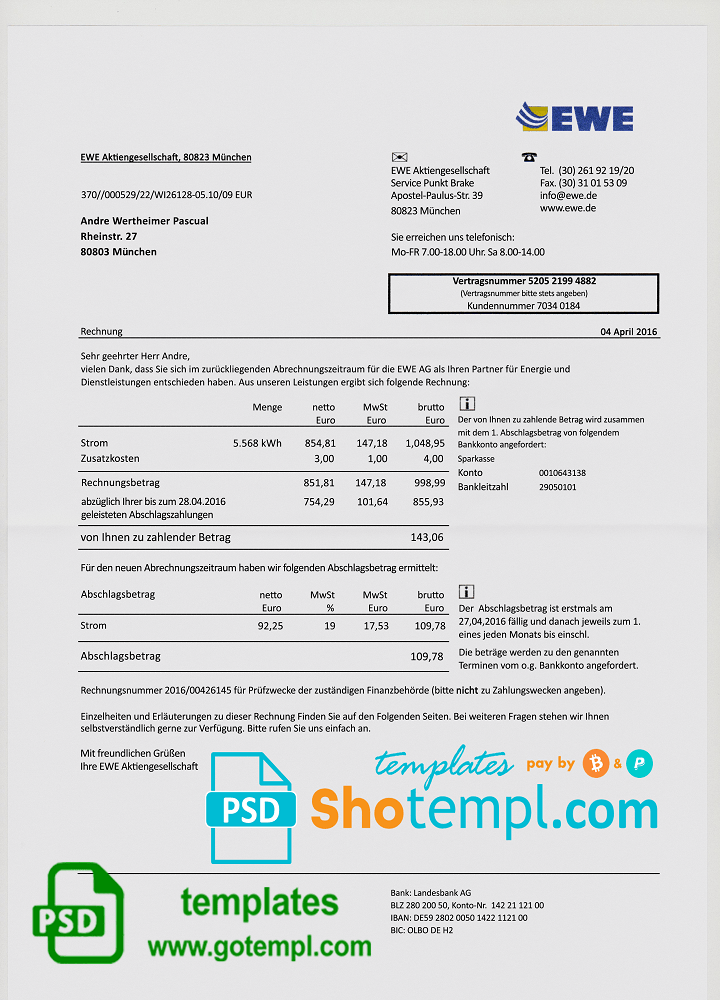 EWE
EWE Aktiengesellschaft, 80823 München
370//000529/22/WI26128-05.10/09 EUR
Andre Wertheimer Pascual
Rheinstr. 27
80803 München
EWE Aktiengesellschaft
Service Punkt Brake
Apostel-Paulus-Str. 39
80823 München
Tel. (30) 261 92 19/20
Fax. (30) 31 01 53 09
info@ewe.de
www.ewe.de
Sie erreichen uns telefonisch:
Mo-FR 7.00-18.00 Uhr. Sa 8.00-14.00
Vertragsnummer 5205 2199 4882
(Vertragsnummer bitte stets angeben)
Kundennummer 7034 0184
Rechnung 04 April 2016
Sehr geehrter Herr Andre,
vielen Dank, dass Sie sich im zurückliegenden Abrechnungszeitraum für die EWE AG als Ihren Partner für Energie und
Dienstleistungen entschieden haben. Aus unseren Leistungen ergibt sich folgende Rechnung:
Menge netto MwSt brutto
Euro Euro Euro
Strom 5.568 kWh 854,81 147,18 1,048,95
Zusatzkosten 3,00 1,00 4,00
Rechnungsbetrag 851,81 147,18 998,99
abzüglich Ihrer bis zum 28.04.2016 754,29 101,64 855,93
geleisteten Abschlagszahlungen
von Ihnen zu zahlender Betrag 143,06
i
Der von Ihnen zu zahlende Betrag wird zusammen
mit dem 1. Abschlagsbetrag von folgendem
Bankkonto angefordert:
Sparkasse
Konto 0010643138
Bankleitzahl 29050101
Für den neuen Abrechnungszeitraum haben wir folgenden Abschlagsbetrag ermittelt:
Abschlagsbetrag netto MwSt MwSt brutto
Euro % Euro Euro
Strom 92,25 19 17,53 109,78
Abschlagsbetrag 109,78
i
Der Abschlagsbetrag ist erstmals am
27,04,2016 fällig und danach jeweils zum 1.
eines jeden Monats bis einschl.
Die beträge werden zu den genannten
Terminen vom o.g. Bankkonto angefordert.
Rechnungsnummer 2016/00426145 für Prüfzwecke der zuständigen Finanzbehörde (bitte nicht zu Zahlungswecken angeben).
Einzelheiten und Erläuterungen zu dieser Rechnung Finden Sie auf den Folgenden Seiten. Bei weiteren Fragen stehen wir Ihnen
selbstverständlich gerne zur Verfügung. Bitte rufen Sie uns einfach an.
Mit freundlichen Grüßen
Ihre EWE Aktiengesellschaft
templates pay by B & P
PSD
Shotempl.com
PSD
templates
www.gotempl.com
Bank: Landesbank AG
BLZ 280 200 50, Konto-Nr. 142 21 121 00
IBAN: DE59 2802 0050 1422 1121 00
BIC: OLBO DE H2